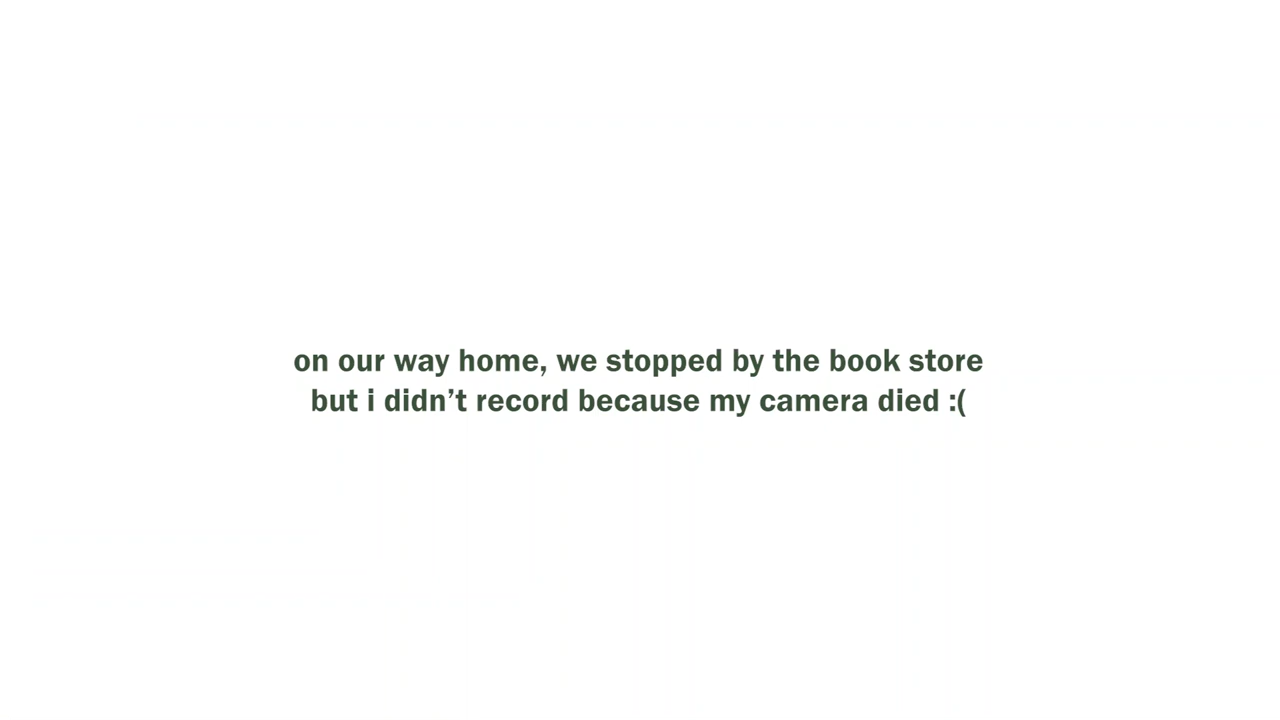 on our way home, we stopped by the book store
but i didn’t record because my camera died :(